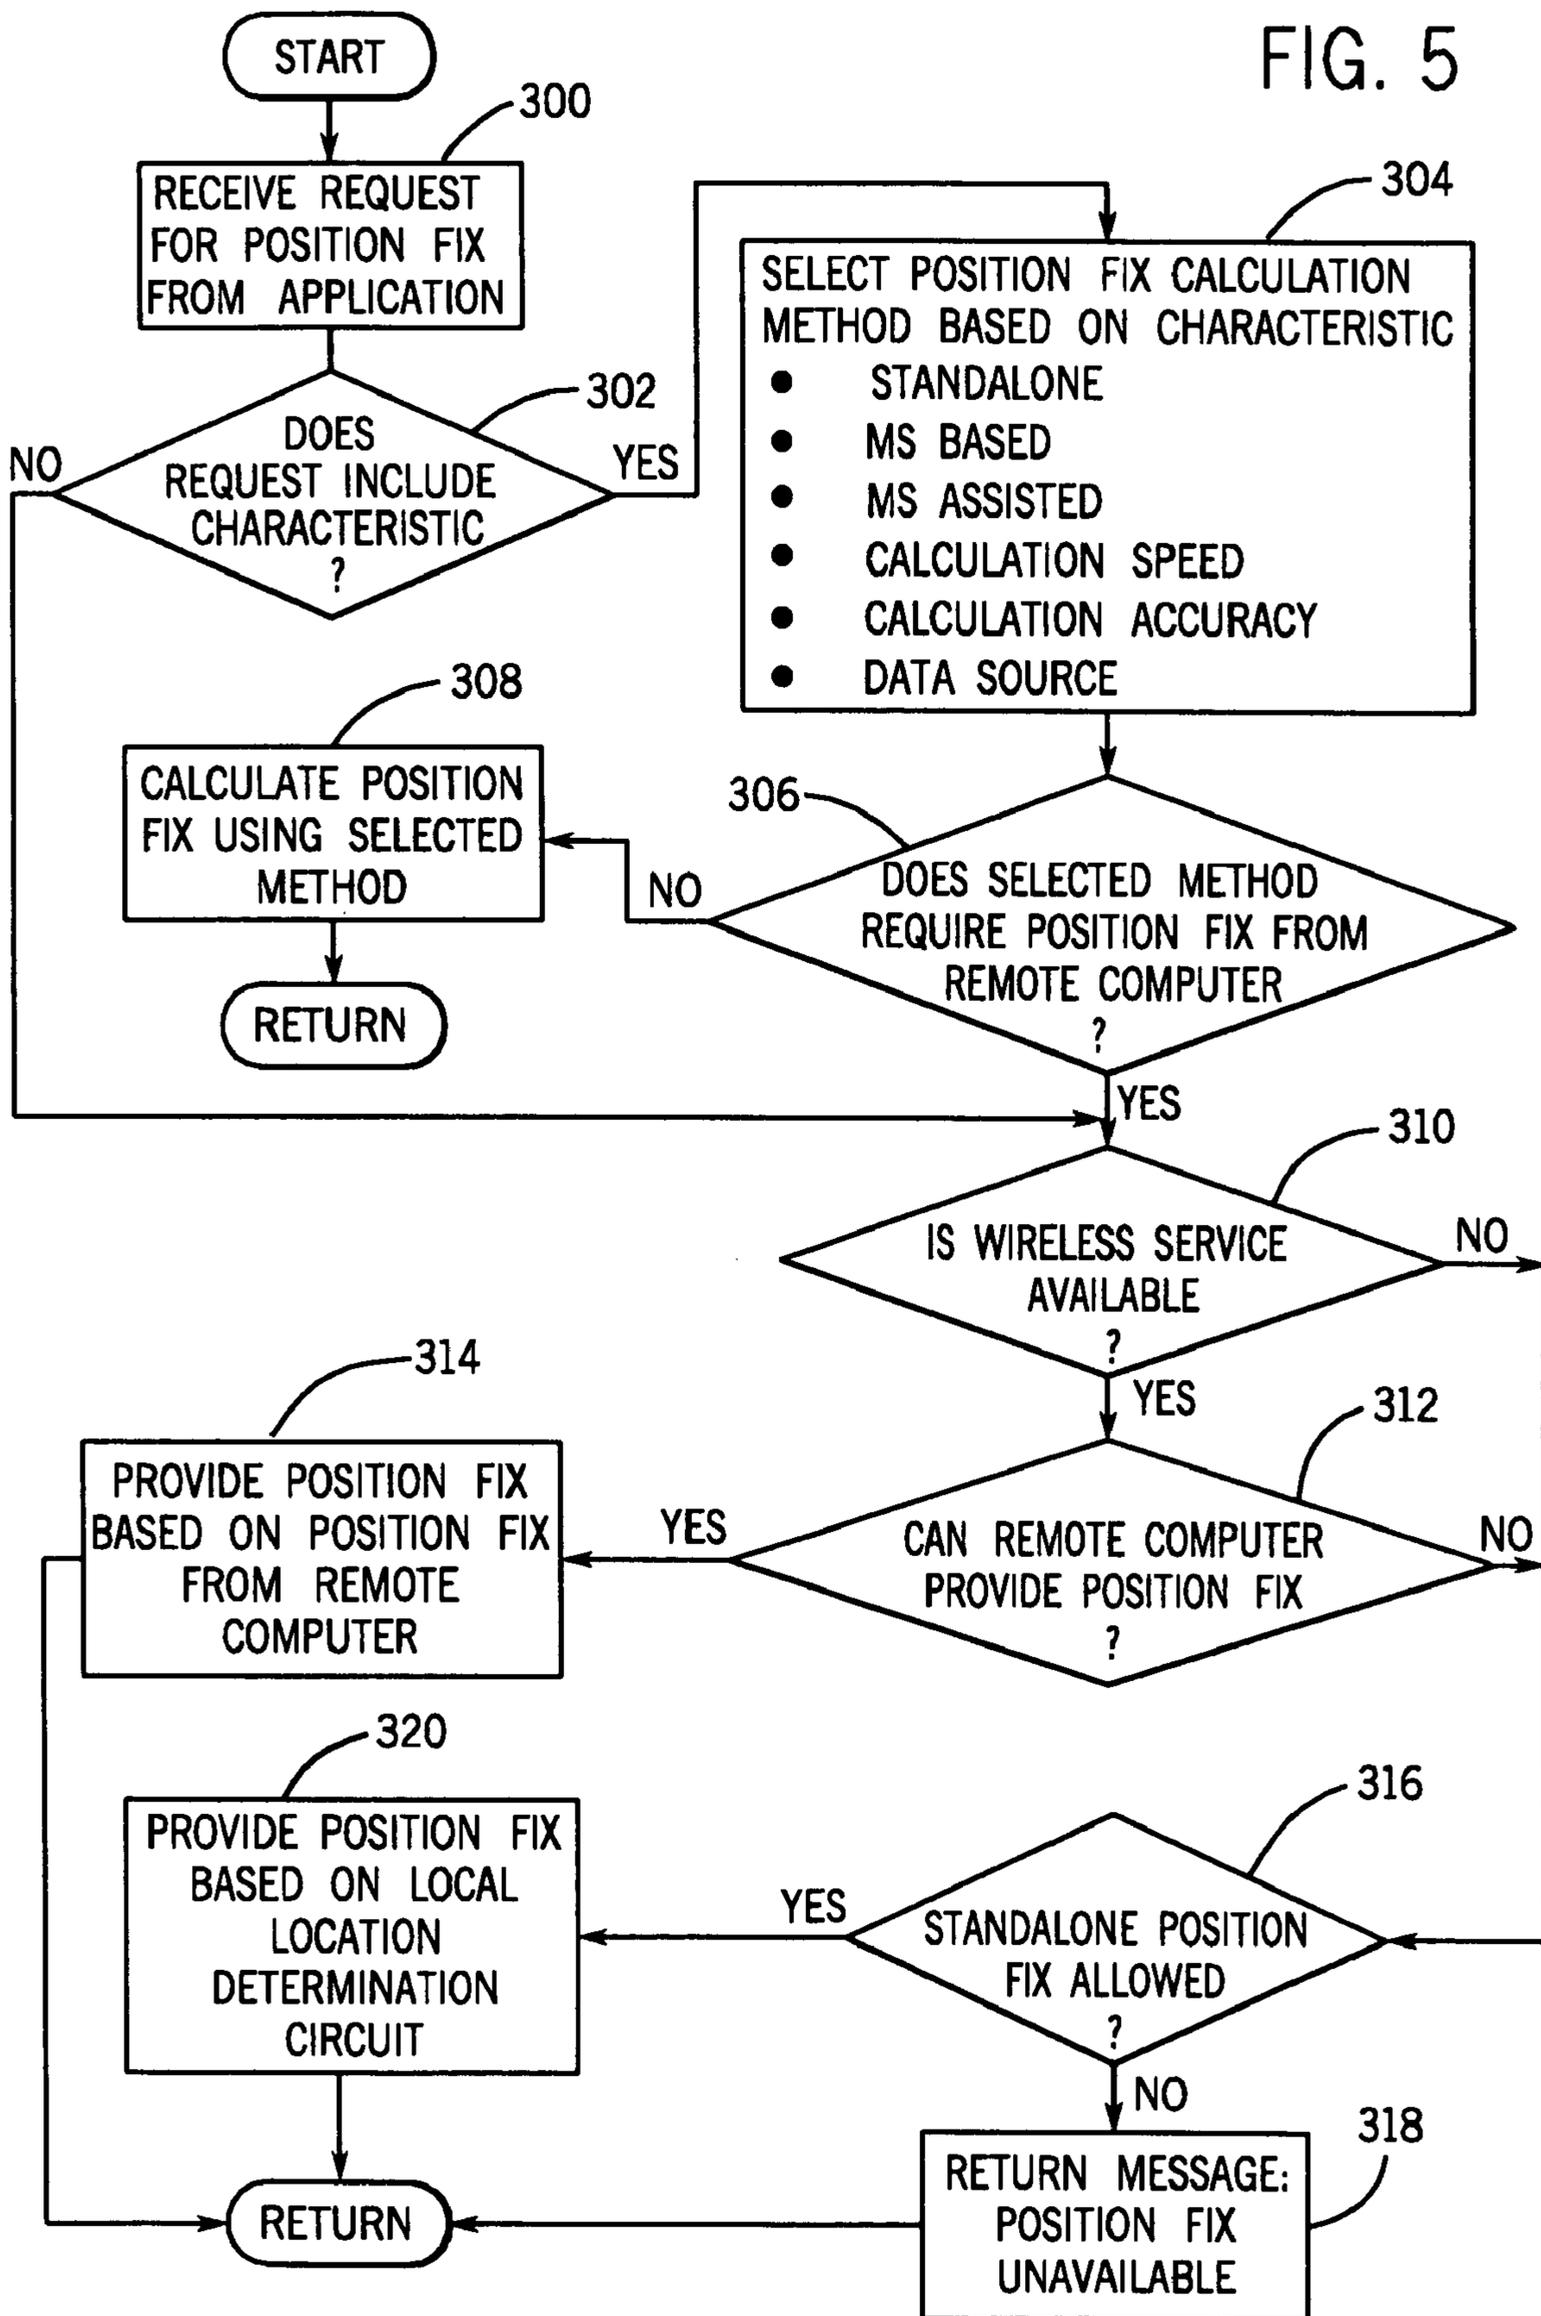 FIG. 5
START
300
RECEIVE REQUEST
FOR POSITION FIX
FROM APPLICATION
302
DOES
REQUEST INCLUDE
CHARACTERISTIC
?
NO
YES
304
SELECT POSITION FIX CALCULATION
METHOD BASED ON CHARACTERISTIC
● STANDALONE
● MS BASED
● MS ASSISTED
● CALCULATION SPEED
● CALCULATION ACCURACY
● DATA SOURCE
308
CALCULATE POSITION
FIX USING SELECTED
METHOD
RETURN
306
DOES SELECTED METHOD
REQUIRE POSITION FIX FROM
REMOTE COMPUTER
?
NO
YES
310
IS WIRELESS SERVICE
AVAILABLE
?
NO
YES
312
CAN REMOTE COMPUTER
PROVIDE POSITION FIX
?
YES
NO
314
PROVIDE POSITION FIX
BASED ON POSITION FIX
FROM REMOTE
COMPUTER
316
STANDALONE POSITION
FIX ALLOWED
?
YES
NO
320
PROVIDE POSITION FIX
BASED ON LOCAL
LOCATION
DETERMINATION
CIRCUIT
318
RETURN MESSAGE:
POSITION FIX
UNAVAILABLE
RETURN